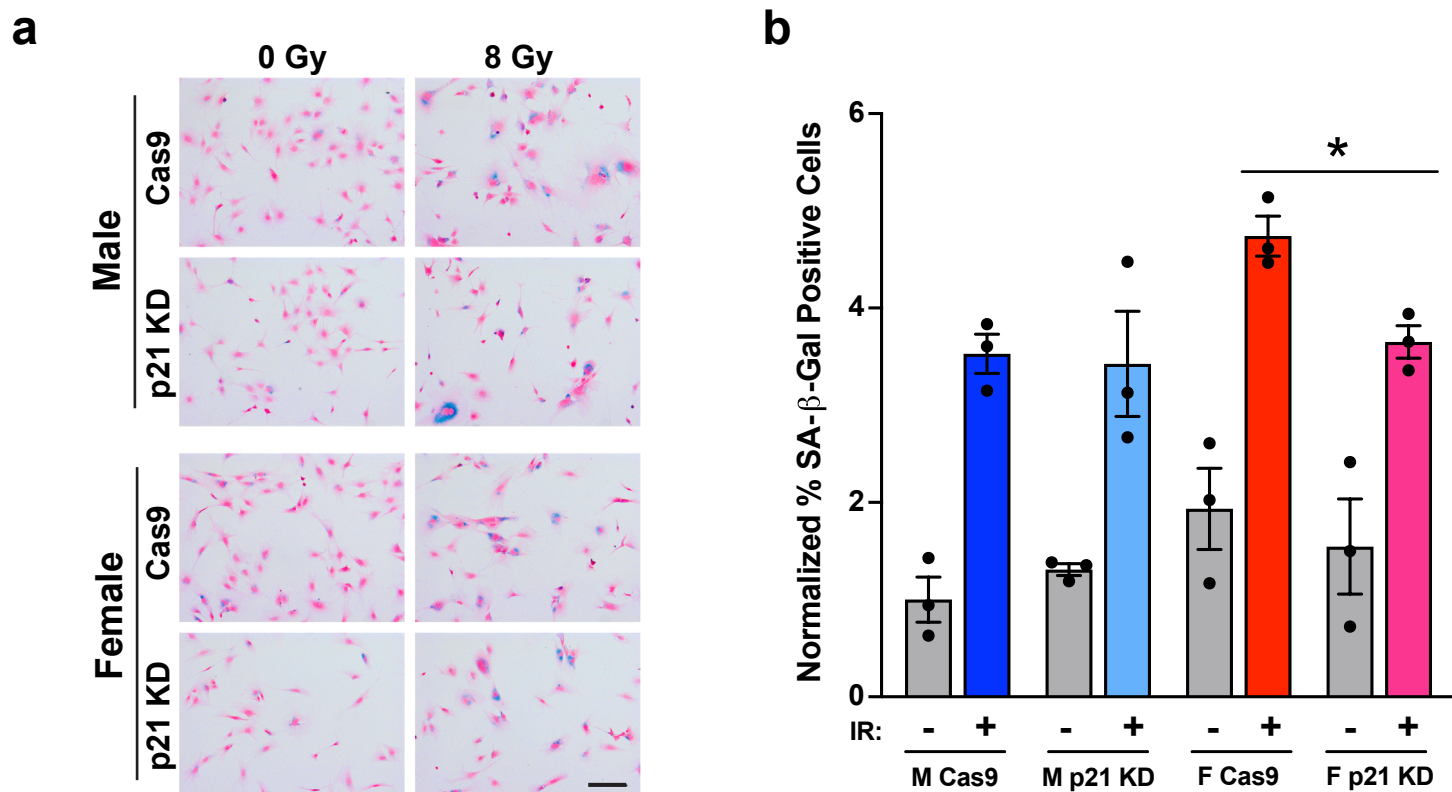 a
0 Gy
8 Gy
Male
Cas9
p21 KD
Female
Cas9
p21 KD
b
Normalized % SA-β-Gal Positive Cells
6
4
2
0
*
IR: - + - + - + - +
M Cas9 M p21 KD F Cas9 F p21 KD